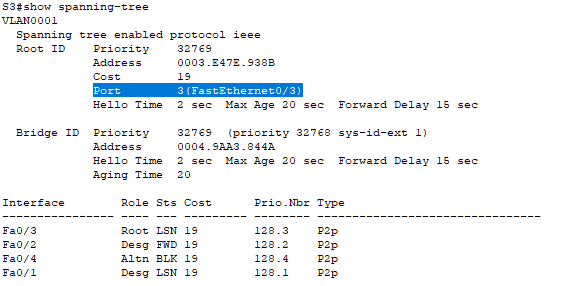 S3#show spanning-tree
VLAN0001
  Spanning tree enabled protocol ieee
  Root ID    Priority    32769
             Address     0003.E47E.938B
             Cost        19
             Port        3(FastEthernet0/3)
             Hello Time  2 sec  Max Age 20 sec  Forward Delay 15 sec

  Bridge ID  Priority    32769  (priority 32768 sys-id-ext 1)
             Address     0004.9AA3.844A
             Hello Time  2 sec  Max Age 20 sec  Forward Delay 15 sec
             Aging Time  20

Interface        Role Sts Cost      Prio.Nbr Type
---------------- ---- --- --------- -------- --------------------------------
Fa0/3            Root LSN 19        128.3    P2p
Fa0/2            Desg FWD 19        128.2    P2p
Fa0/4            Altn BLK 19        128.4    P2p
Fa0/1            Desg LSN 19        128.1    P2p